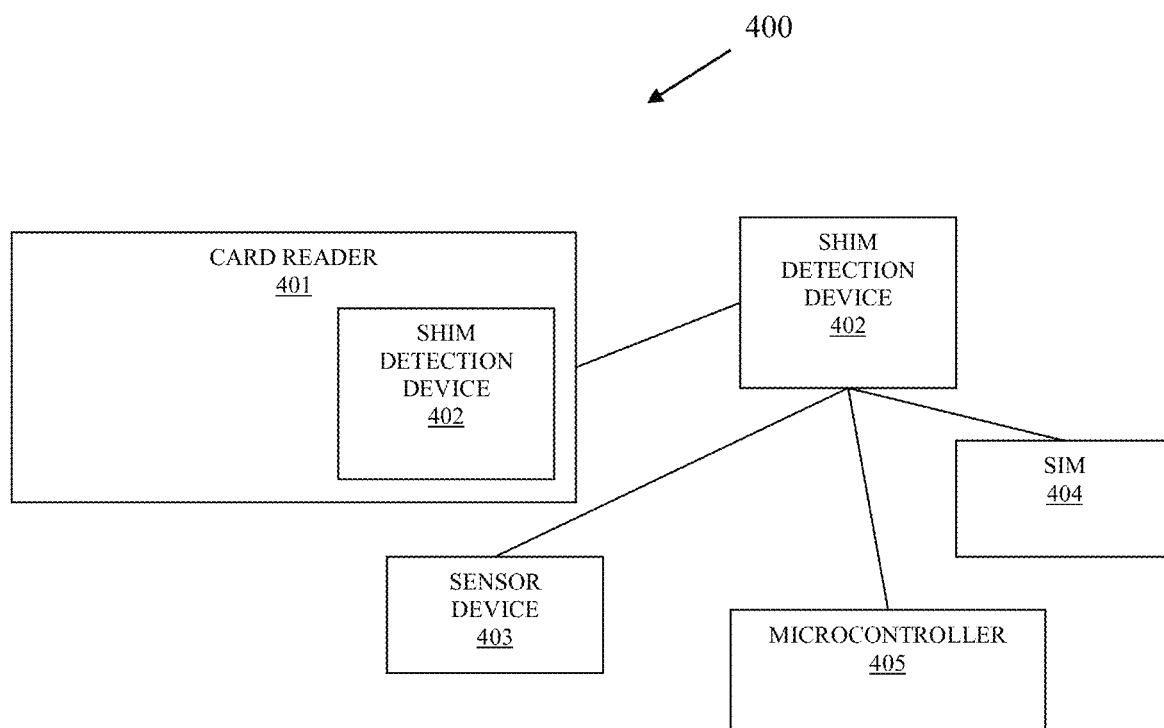 400
CARD READER
401
SHIM
DETECTION
DEVICE
402
SHIM
DETECTION
DEVICE
402
SENSOR
DEVICE
403
SIM
404
MICROCONTROLLER
405